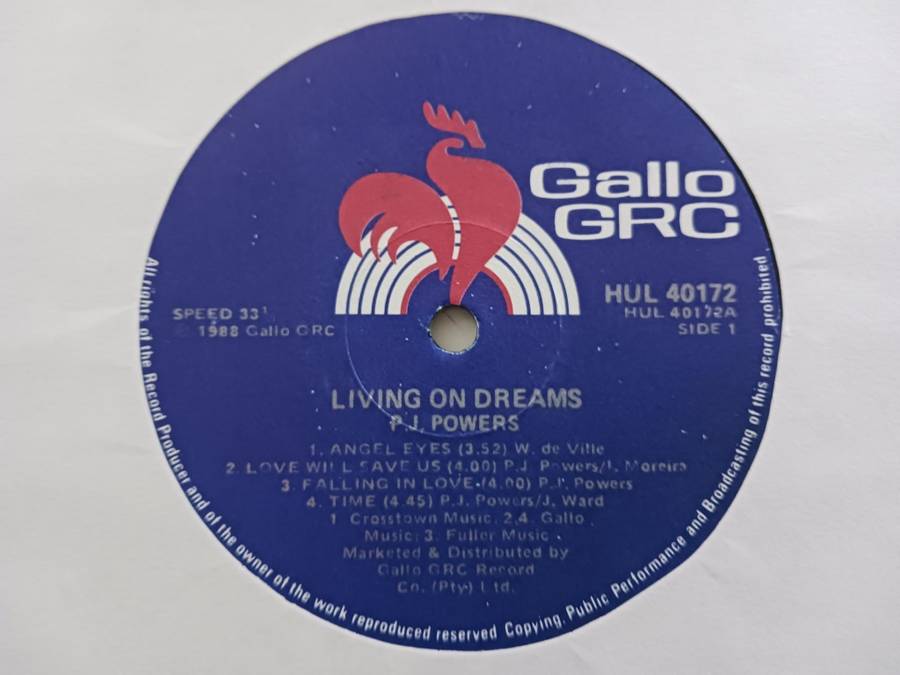 Gallo
GRC
SPEED 33⅓
℗ 1988 Gallo GRC
HUL 40172
HUL 40172A
SIDE 1
LIVING ON DREAMS
P.J. POWERS
1. ANGEL EYES (3.52) W. de Ville
2. LOVE WILL SAVE US (4.00) P.J. Powers/I. Moreira
3. FALLING IN LOVE (4.00) P.J. Powers
4. TIME (4.45) P.J. Powers/J. Ward
1 Crosstown Music. 2,4. Gallo
Music: 3. Fuller Music
Marketed & Distributed by
Gallo GRC Record
Co. (Pty) Ltd.
All rights of the Record Producer and of the owner of the work reproduced reserved Copying, Public Performance and Broadcasting of this record prohibited